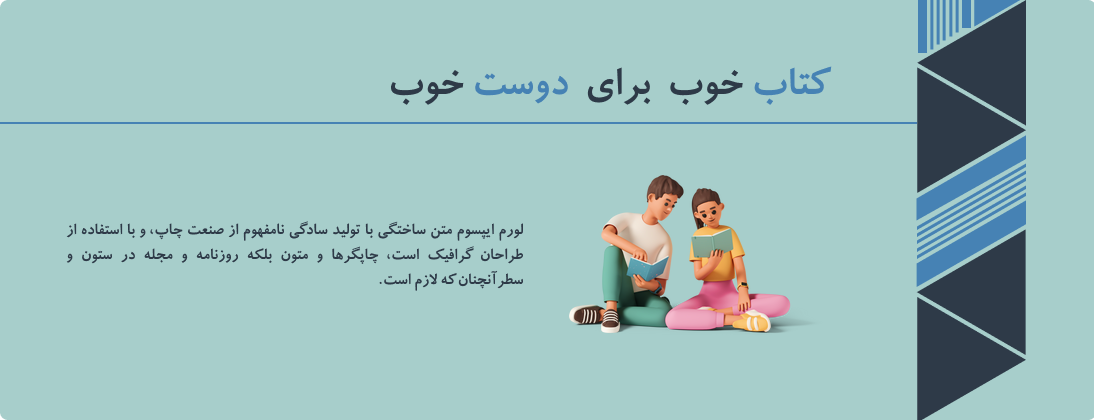 کتاب خوب برای دوست خوب
لورم ایپسوم متن ساختگی با تولید سادگی نامفهوم از صنعت چاپ، و با استفاده از
طراحان گرافیک است، چاپگرها و متون بلکه روزنامه و مجله در ستون و
سطرآنچنان که لازم است.